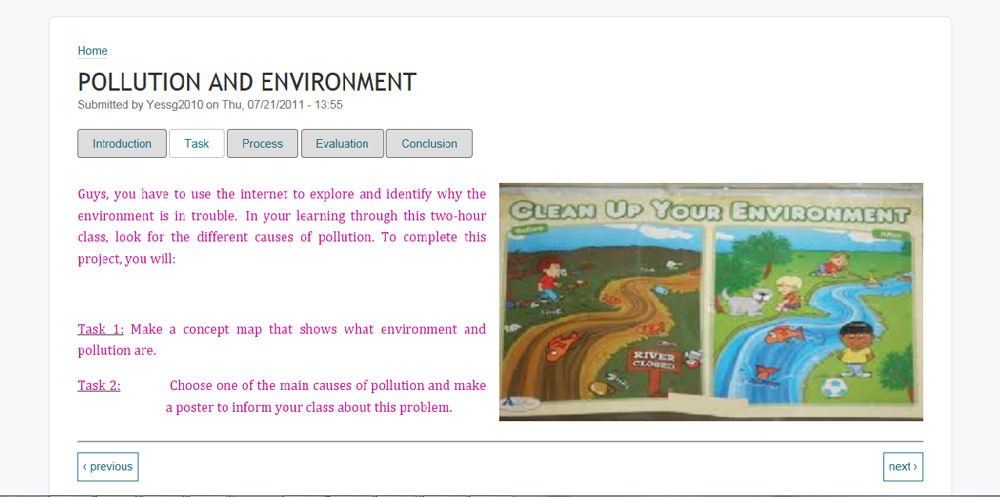 Home
POLLUTION AND ENVIRONMENT
Submitted by Yessg2010 on Thu, 07/21/2011 - 13:55
Introduction Task Process Evaluation Conclusion
Guys, you have to use the internet to explore and identify why the
environment is in trouble. In your learning through this two-hour
class, look for the different causes of pollution. To complete this
project, you will:
Task 1: Make a concept map that shows what environment and
pollution are.
Task 2: Choose one of the main causes of pollution and make
a poster to inform your class about this problem.
CLEAN UP YOUR ENVIRONMENT
Before
After
RIVER
CLOSED
‹ previous
next ›